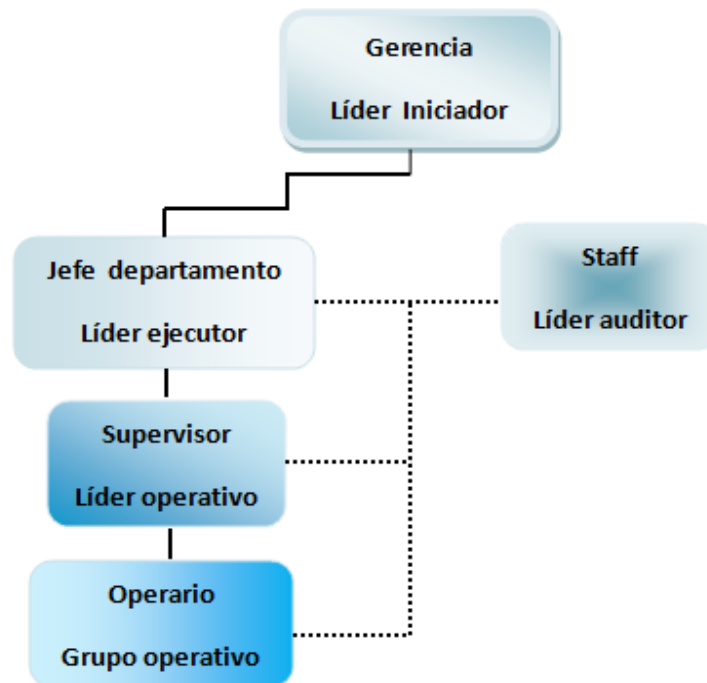 Gerencia
Líder Iniciador
Jefe departamento
Líder ejecutor
Staff
Líder auditor
Supervisor
Líder operativo
Operario
Grupo operativo